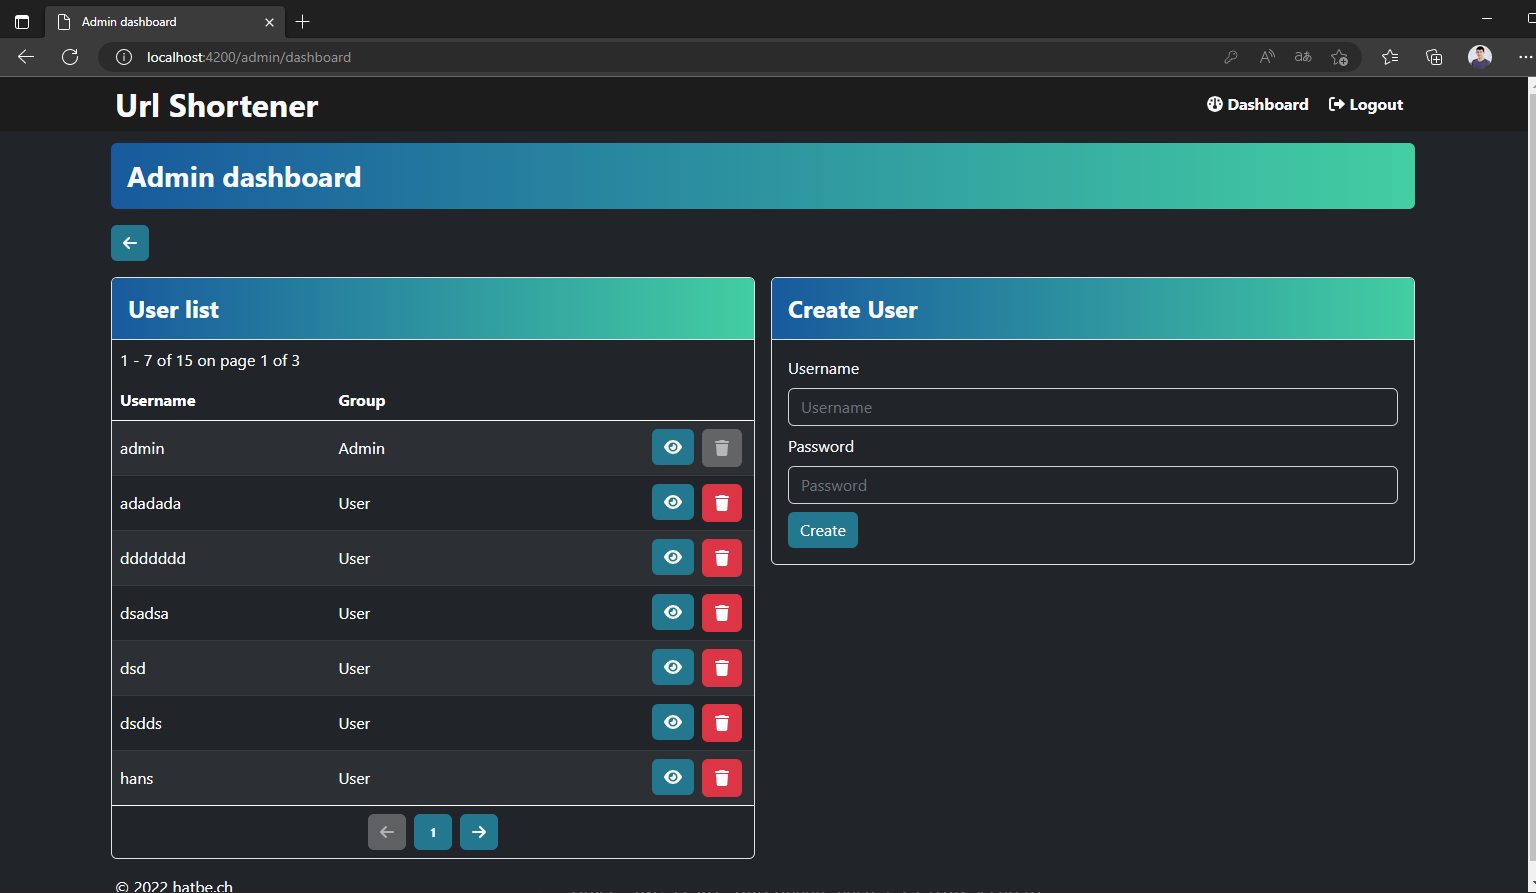 Admin dashboard
localhost:4200/admin/dashboard
Url Shortener
Dashboard
Logout
Admin dashboard
User list
1 - 7 of 15 on page 1 of 3
Username Group
admin Admin
adadada User
ddddddd User
dsadsa User
dsd User
dsdds User
hans User
1
Create User
Username
Username
Password
Password
Create
© 2022 hatbe.ch